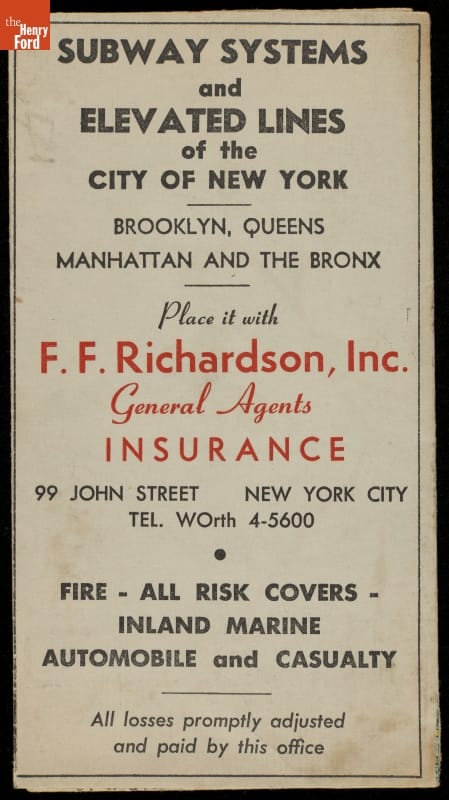 the
Henry
Ford
SUBWAY SYSTEMS
and
ELEVATED LINES
of the
CITY OF NEW YORK
BROOKLYN, QUEENS
MANHATTAN AND THE BRONX
Place it with
F. F. Richardson, Inc.
General Agents
INSURANCE
99 JOHN STREET NEW YORK CITY
TEL. WOrth 4-5600
FIRE - ALL RISK COVERS -
INLAND MARINE
AUTOMOBILE and CASUALTY
All losses promptly adjusted
and paid by this office